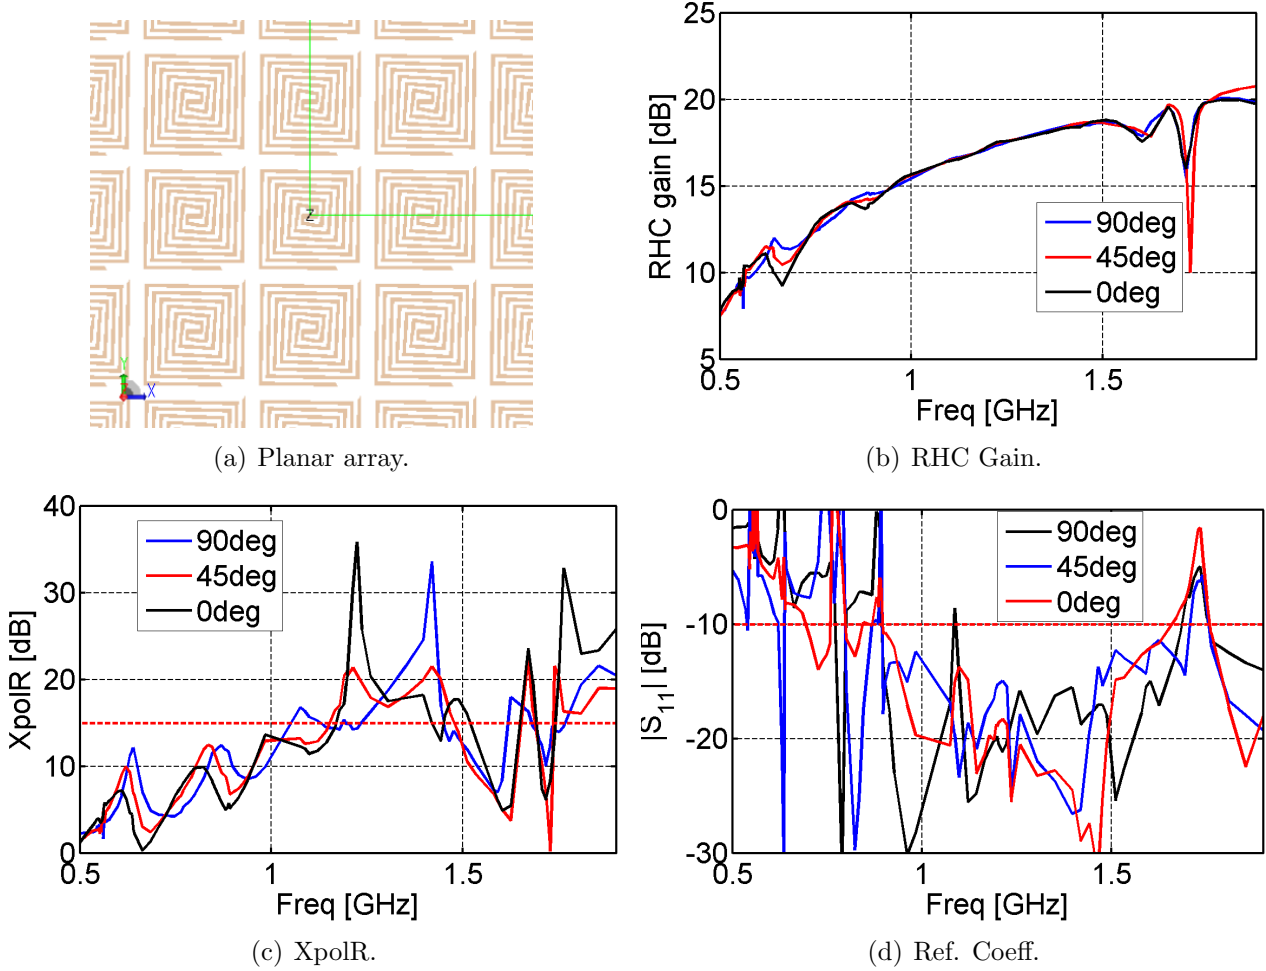 Z
Y
X
(a) Planar array.
25
20
15
10
5
RHC gain [dB]
90deg
45deg
0deg
0.5
1
1.5
Freq [GHz]
(b) RHC Gain.
40
30
20
10
0
XpolR [dB]
90deg
45deg
0deg
0.5
1
1.5
Freq [GHz]
(c) XpolR.
0
-10
-20
-30
|S11| [dB]
90deg
45deg
0deg
0.5
1
1.5
Freq [GHz]
(d) Ref. Coeff.